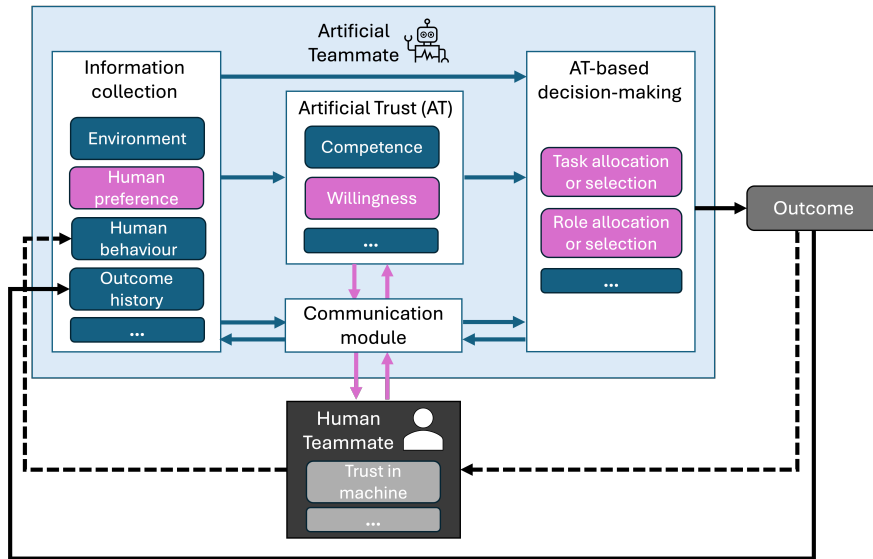 Artificial
Teammate
Information
collection
Environment
Human
preference
Human
behaviour
Outcome
history
...
Artificial Trust (AT)
Competence
Willingness
...
Communication
module
AT-based
decision-making
Task allocation
or selection
Role allocation
or selection
...
Outcome
Human
Teammate
Trust in
machine
...